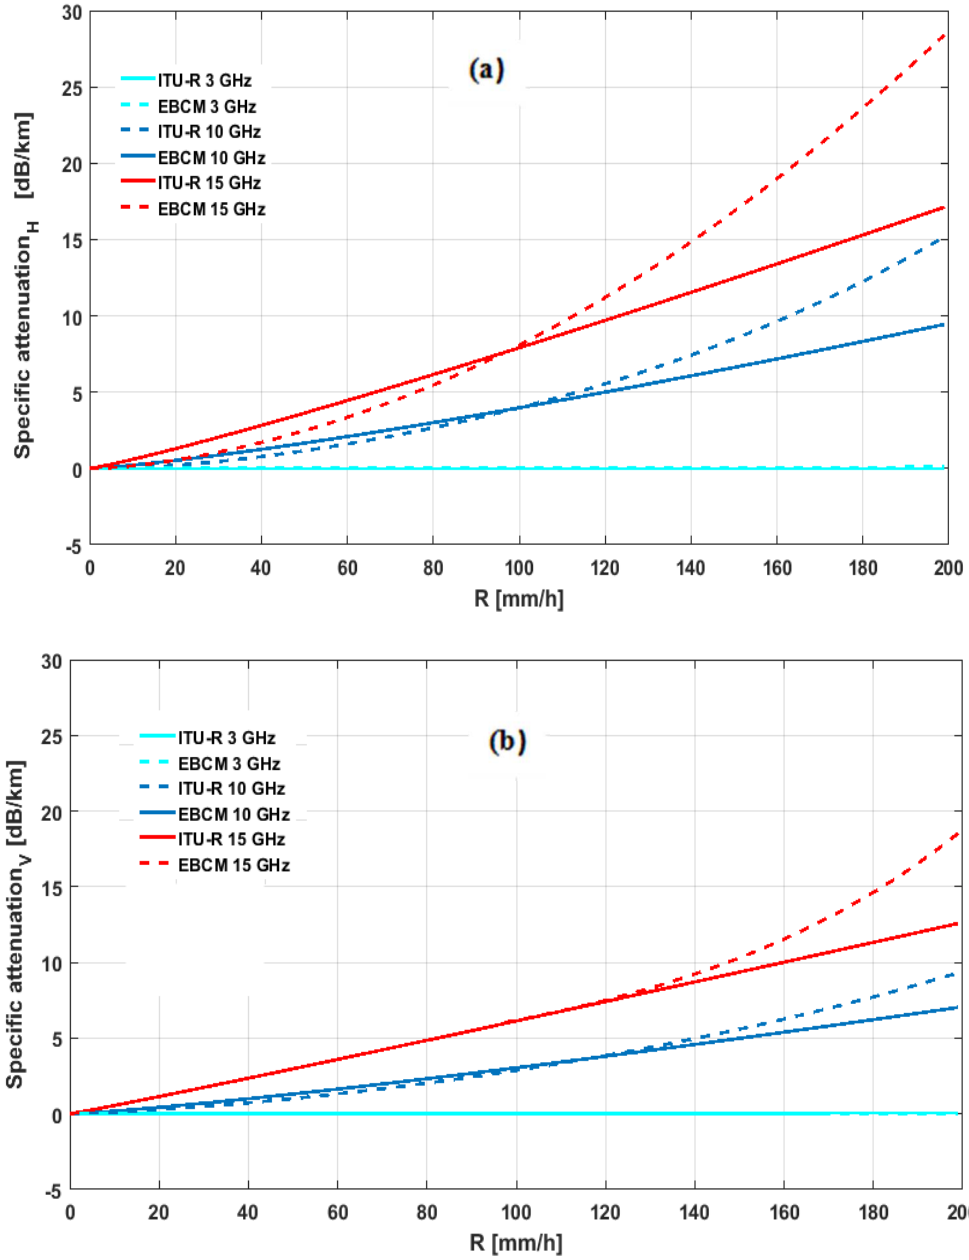 (a)
ITU-R 3 GHz
EBCM 3 GHz
ITU-R 10 GHz
EBCM 10 GHz
ITU-R 15 GHz
EBCM 15 GHz
Specific attenuation_H [dB/km]
30
25
20
15
10
5
0
-5
0 20 40 60 80 100 120 140 160 180 200
R [mm/h]
(b)
ITU-R 3 GHz
EBCM 3 GHz
ITU-R 10 GHz
EBCM 10 GHz
ITU-R 15 GHz
EBCM 15 GHz
Specific attenuation_V [dB/km]
30
25
20
15
10
5
0
-5
0 20 40 60 80 100 120 140 160 180 20
R [mm/h]